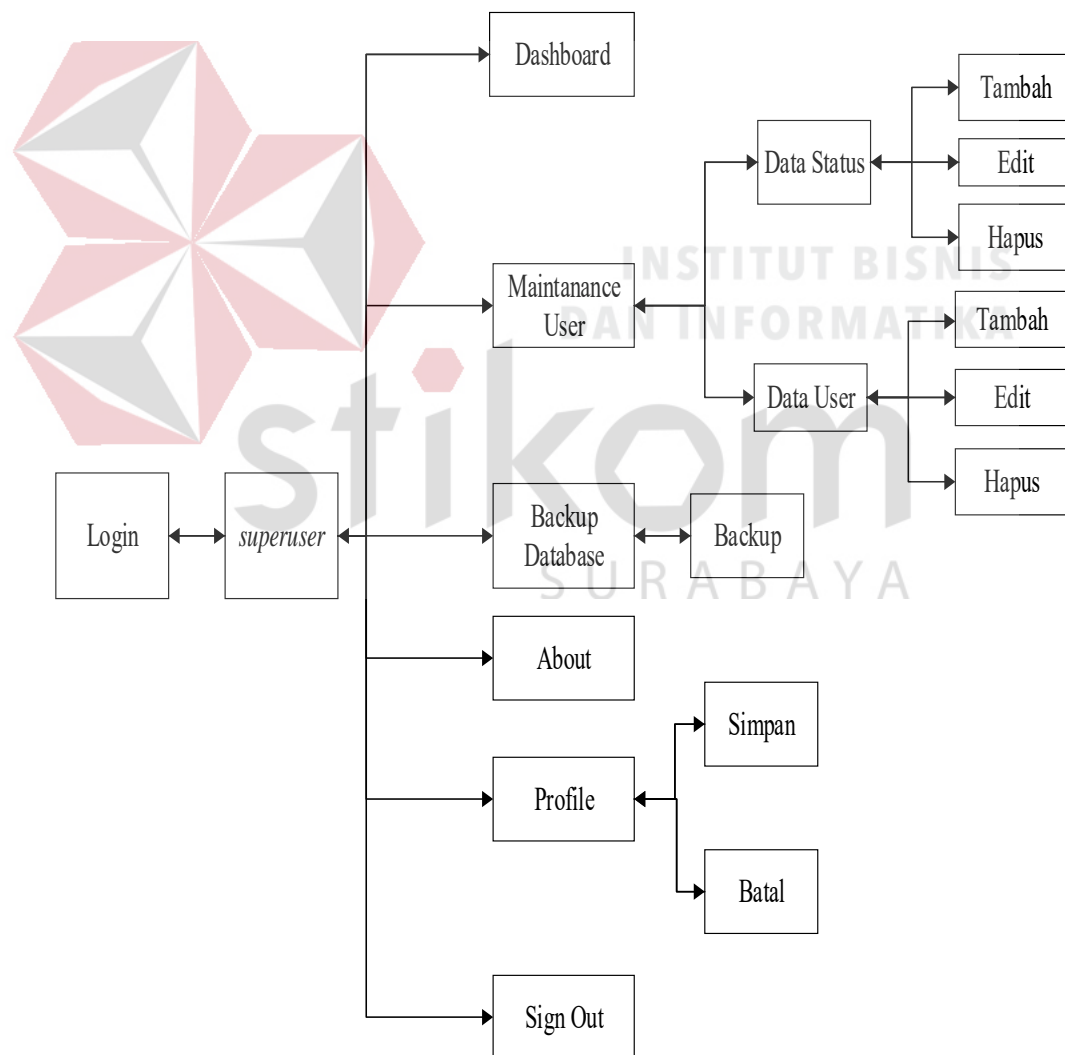 Dashboard
Tambah
Data Status
Edit
Hapus
INSTITUT BISNIS
DAN INFORMATIKA
Maintanance
User
Tambah
Data User
Edit
Hapus
stikom
SURABAYA
Login
superuser
Backup
Database
Backup
About
Simpan
Profile
Batal
Sign Out